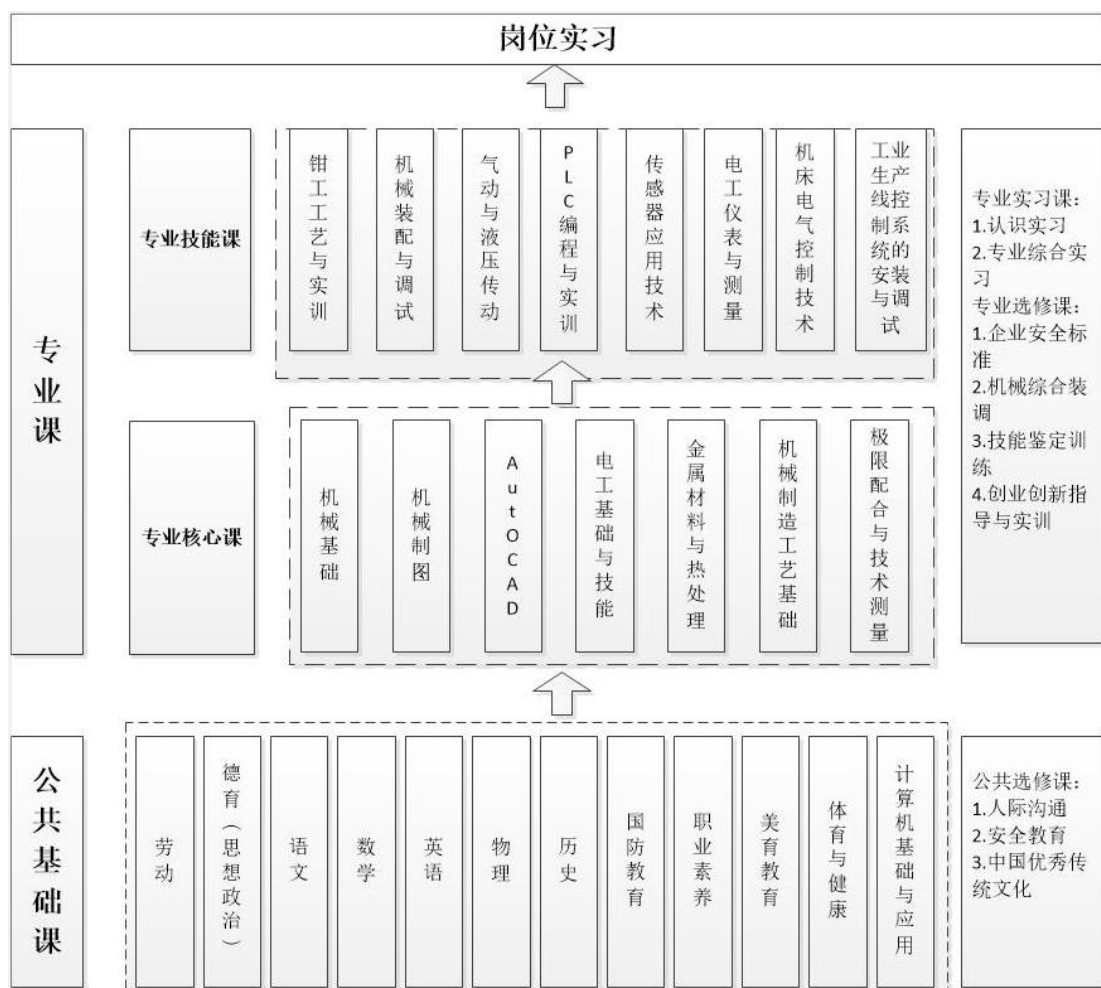 岗位实习
专业课
专业技能课
钳工工艺与实训
机械装配与调试
气动与液压传动
PLC编程与实训
传感器应用技术
电工仪表与测量
机床电气控制技术
工业
生产
线控
制系
统的
安装
与调
试
专业实习课：
1.认识实习
2.专业综合实
习
专业选修课：
1.企业安全标
准
2.机械综合装
调
3.技能鉴定训
练
4.创业创新指
导与实训
专业核心课
机械基础
机械制图
AutOCAD
电工基础与技能
金属材料与热处理
机械制造工艺基础
极限配合与技术测量
公共基础课
劳动
德育（思想政治）
语文
数学
英语
物理
历史
国防教育
职业素养
美育教育
体育与健康
计算机基础与应用
公共选修课：
1.人际沟通
2.安全教育
3.中国优秀传
统文化